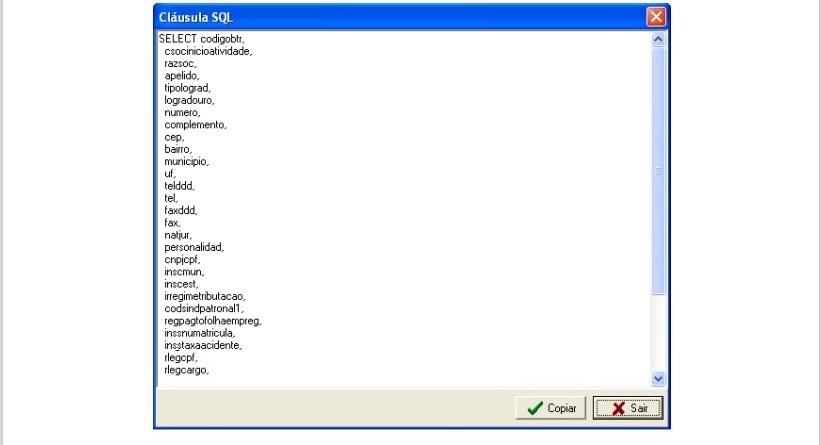 Cláusula SQL
SELECT codigobtr,
csocinicioatividade,
razsoc,
apelido,
tipolograd,
logradouro,
numero,
complemento,
cep,
bairro,
municipio,
uf,
telddd,
tel,
faxddd,
fax,
natjur,
personalidad,
cnpjcpf,
inscmun,
inscest,
irregimetributacao,
codsindpatronal1,
regpagtofolhaempreg,
inssnumatricula,
insstaxaacidente,
rlegcpf,
rlegcargo,
Copiar
Sair